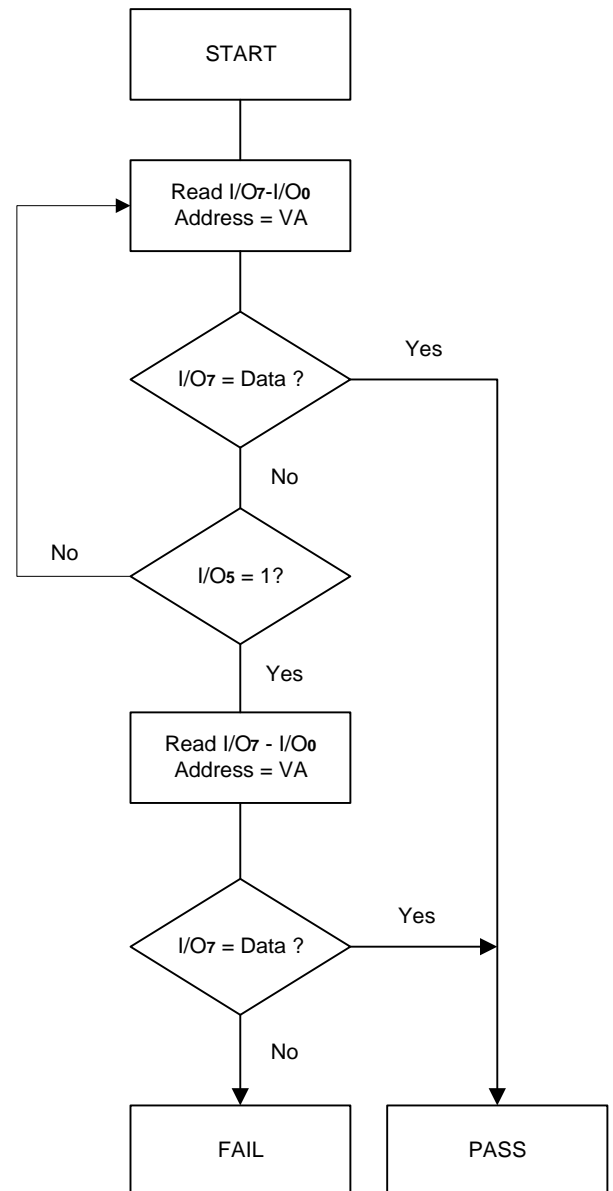 START
Read I/O7-I/O0
Address = VA
I/O7 = Data ?
Yes
No
I/O5 = 1?
No
Yes
Read I/O7 - I/O0
Address = VA
I/O7 = Data ?
Yes
No
FAIL
PASS